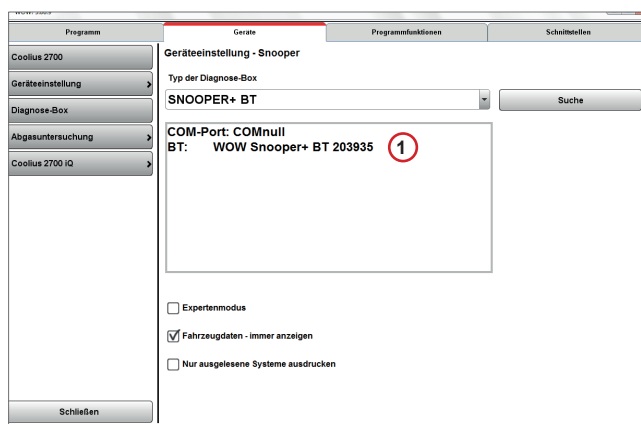 Programm
Geräte
Programmfunktionen
Schnittstellen
Coolius 2700
Geräteeinstellung
Diagnose-Box
Abgasuntersuchung
Coolius 2700 iQ
Schließen
Geräteeinstellung - Snooper
Typ der Diagnose-Box
SNOOPER+ BT
Suche
COM-Port: COMnull
BT: WOW Snooper+ BT 203935
1
Expertenmodus
Fahrzeugdaten - immer anzeigen
Nur ausgelesene Systeme ausdrucken